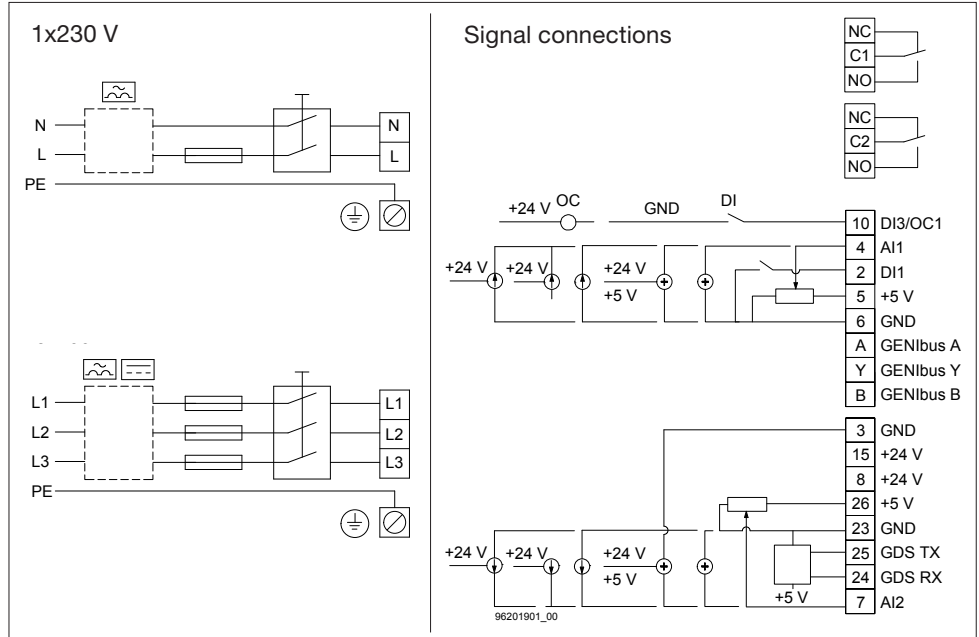 1x230 V
N
L
PE
N
L
L1
L2
L3
PE
L1
L2
L3
Signal connections
NC
C1
NO
NC
C2
NO
+24 V OC GND DI
10 DI3/OC1
4 AI1
2 DI1
5 +5 V
6 GND
A GENIbus A
Y GENIbus Y
B GENIbus B
+24 V +24 V +24 V
+5 V
3 GND
15 +24 V
8 +24 V
26 +5 V
23 GND
25 GDS TX
24 GDS RX
7 AI2
+24 V +24 V +24 V
+5 V
+5 V
96201901_00